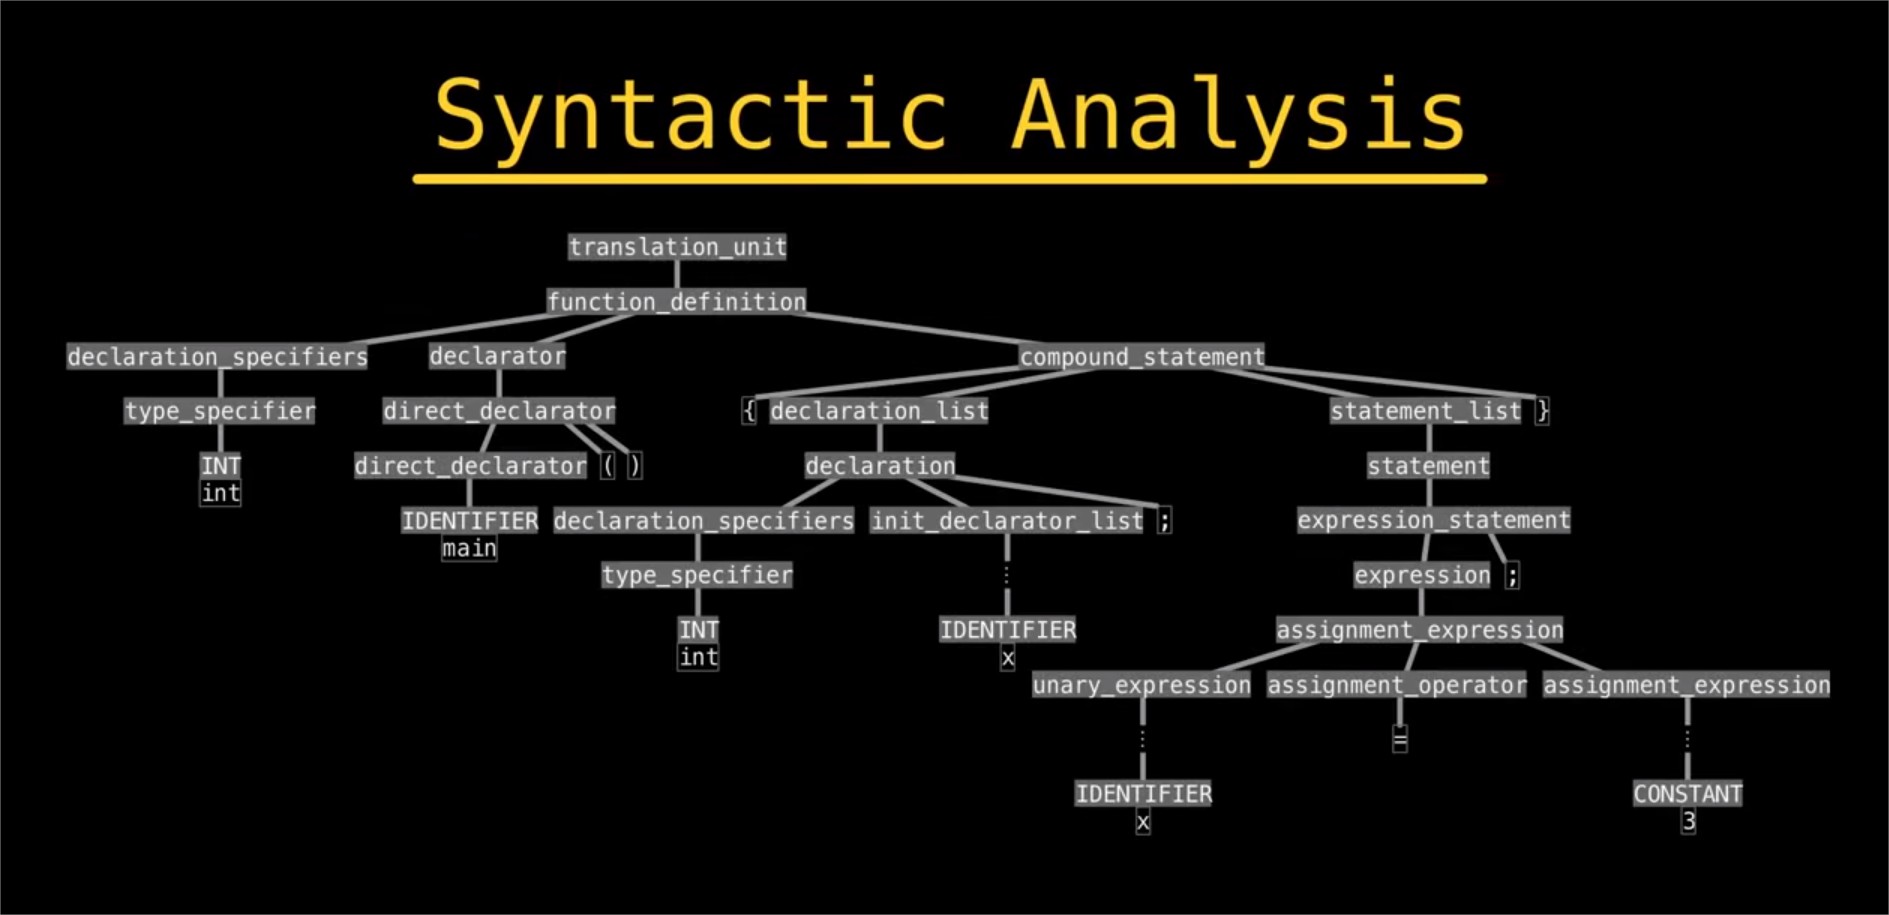 Syntactic Analysis
translation_unit
function_definition
declaration_specifiers declarator compound_statement
type_specifier direct_declarator { declaration_list statement_list }
INT direct_declarator ( ) declaration statement
int
IDENTIFIER declaration_specifiers init_declarator_list ; expression_statement
main
type_specifier expression ;
INT IDENTIFIER assignment_expression
int x
unary_expression assignment_operator assignment_expression
=
IDENTIFIER CONSTANT
x 3